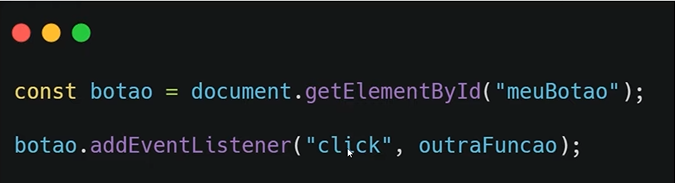 const botao = document.getElementById("meuBotao");
botao.addEventListener("click", outraFuncao);